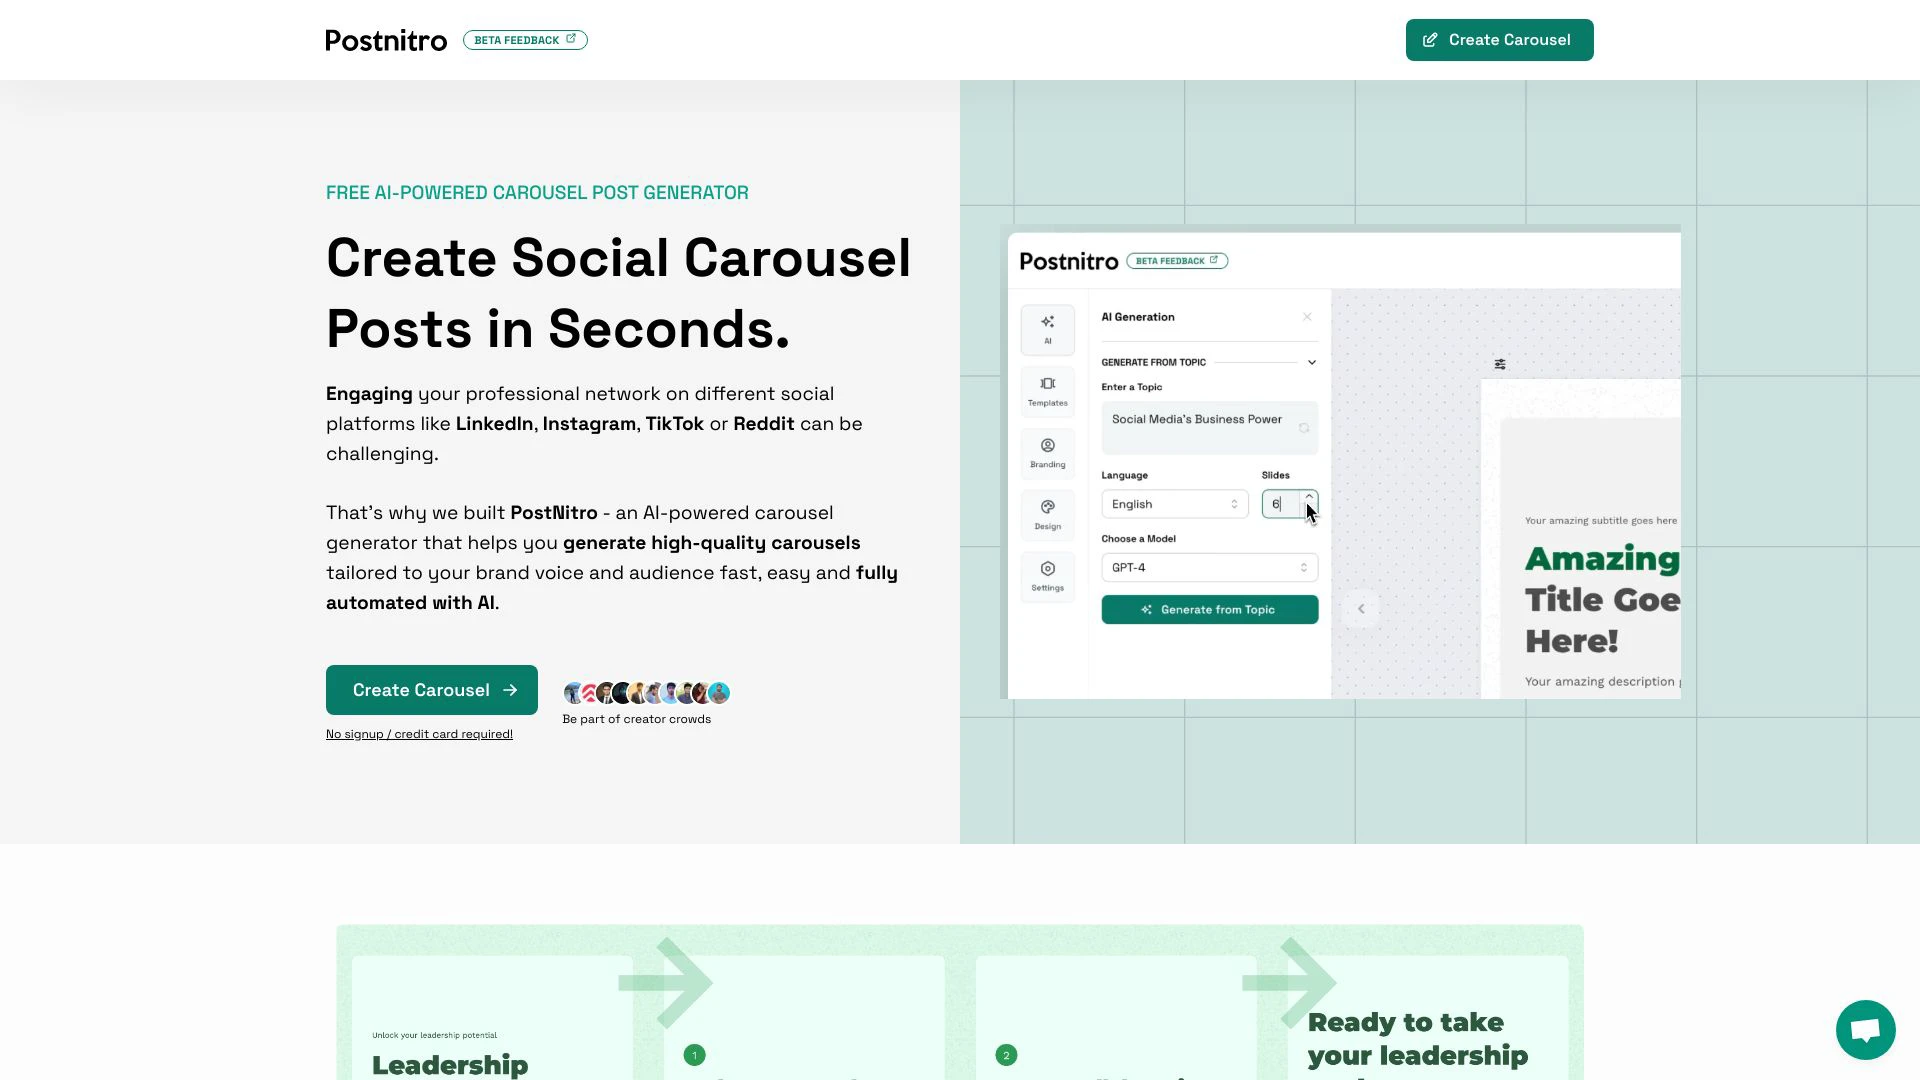 Postnitro
BETA FEEDBACK
Create Carousel
FREE AI-POWERED CAROUSEL POST GENERATOR
Create Social Carousel
Posts in Seconds.
Engaging your professional network on different social
platforms like LinkedIn, Instagram, TikTok or Reddit can be
challenging.
That's why we built PostNitro - an AI-powered carousel
generator that helps you generate high-quality carousels
tailored to your brand voice and audience fast, easy and fully
automated with AI.
Create Carousel
Be part of creator crowds
No signup / credit card required!
Postnitro
BETA FEEDBACK
AI
Templates
Branding
Design
Settings
AI Generation
GENERATE FROM TOPIC
Enter a Topic
Social Media's Business Power
Language
Slides
English
6
Choose a Model
GPT-4
Generate from Topic
Your amazing subtitle goes here
Amazing
Title Goe
Here!
Your amazing description
Unlock your leadership potential
Leadership
1
2
Ready to take
your leadership